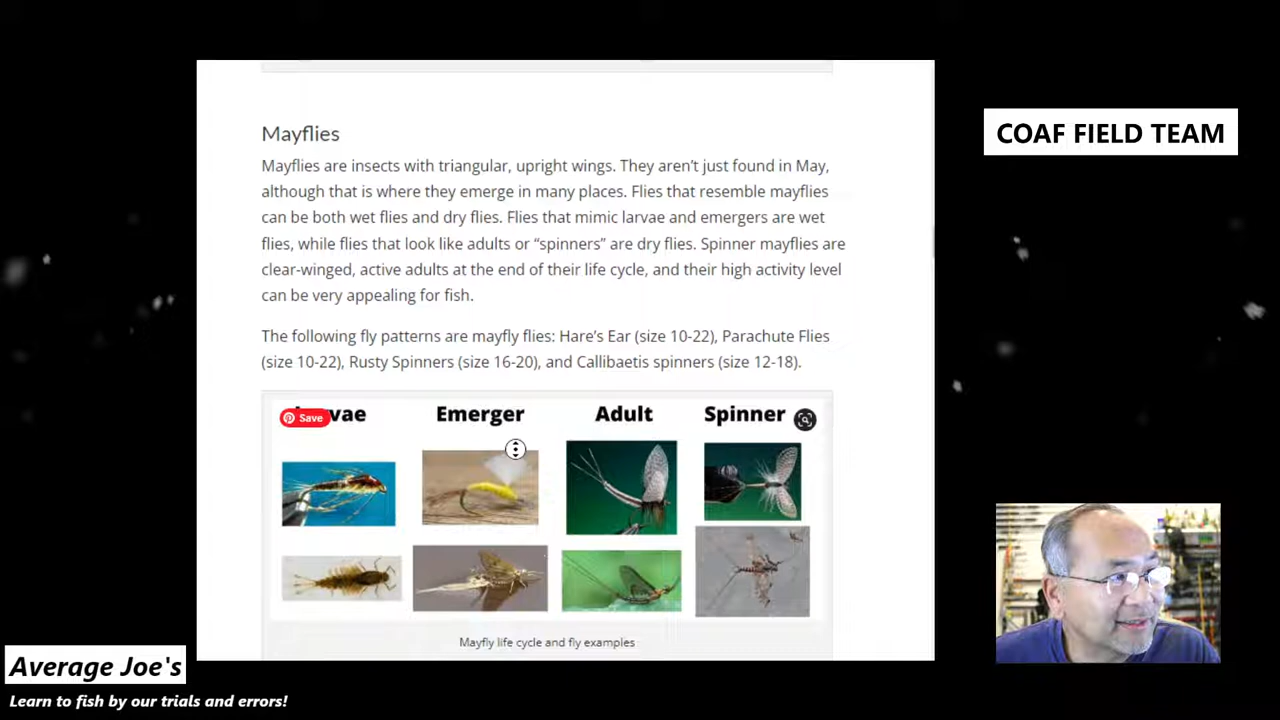 COAF FIELD TEAM
Mayflies
Mayflies are insects with triangular, upright wings. They aren’t just found in May,
although that is where they emerge in many places. Flies that resemble mayflies
can be both wet flies and dry flies. Flies that mimic larvae and emergers are wet
flies, while flies that look like adults or “spinners” are dry flies. Spinner mayflies are
clear-winged, active adults at the end of their life cycle, and their high activity level
can be very appealing for fish.
The following fly patterns are mayfly flies: Hare’s Ear (size 10-22), Parachute Flies
(size 10-22), Rusty Spinners (size 16-20), and Callibaetis spinners (size 12-18).
vae Emerger Adult Spinner
Save
Mayfly life cycle and fly examples
Average Joe's
Learn to fish by our trials and errors!